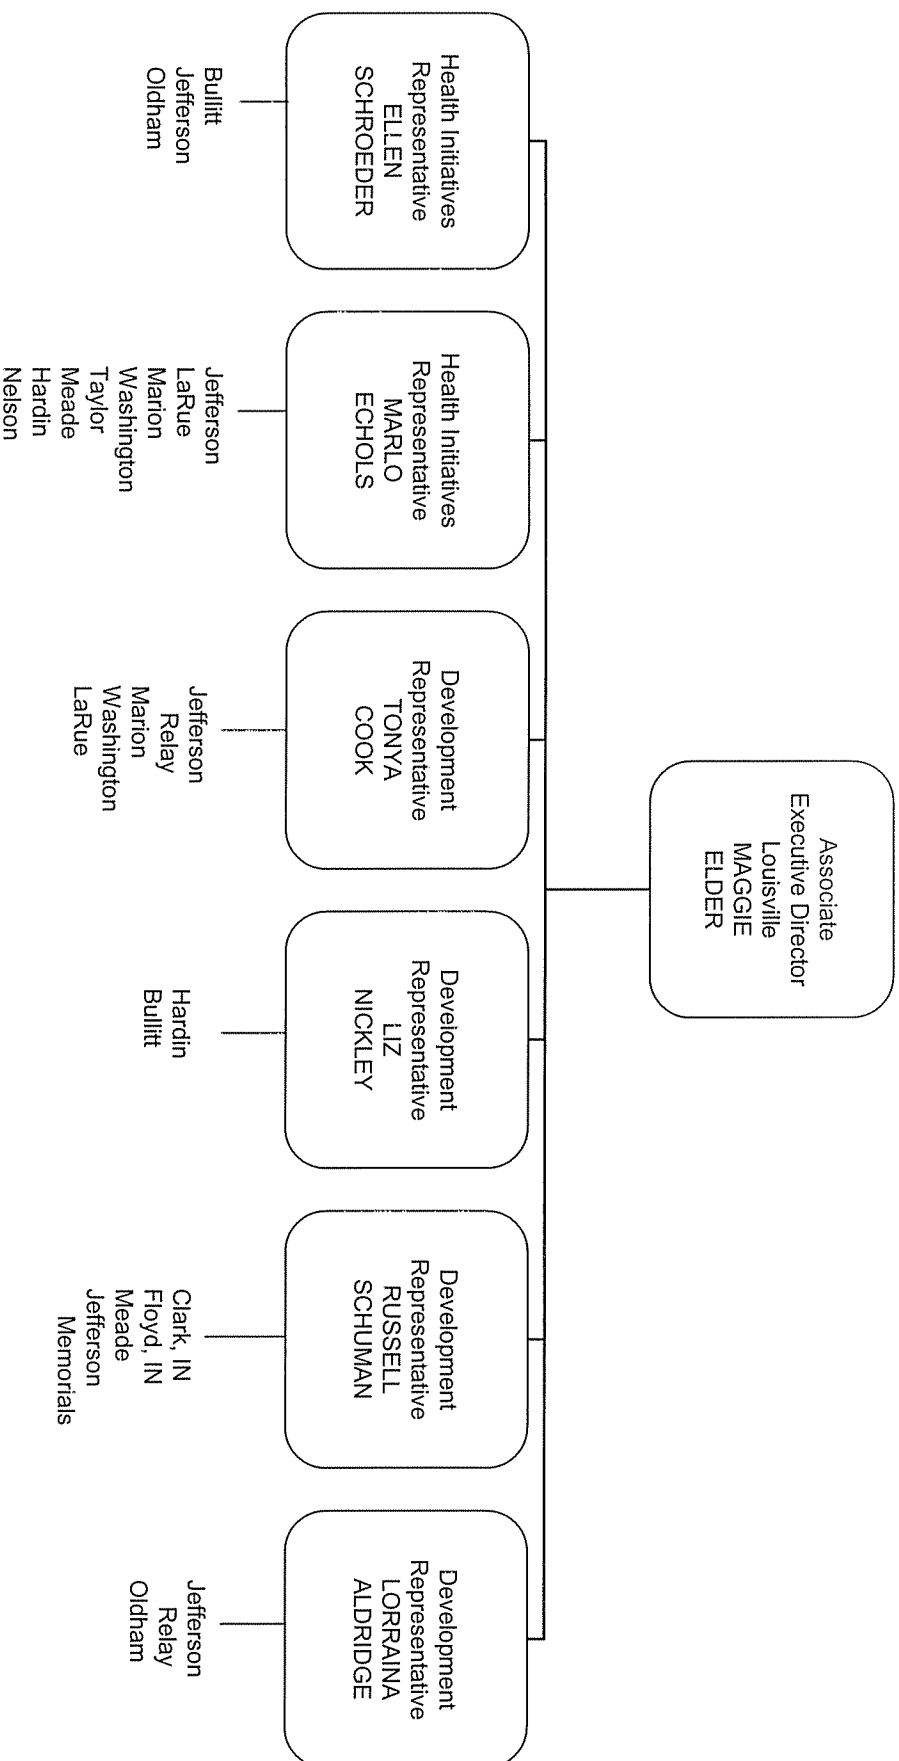 Associate
Executive Director
Louisville
MAGGIE
ELDER
Health Initiatives
Representative
ELLEN
SCHROEDER
Bullitt
Jefferson
Oldham
Health Initiatives
Representative
MARLO
ECHOLS
Jefferson
LaRue
Marion
Washington
Taylor
Meade
Hardin
Nelson
Development
Representative
TONYA
COOK
Jefferson
Relay
Marion
Washington
LaRue
Development
Representative
LIZ
NICKLEY
Hardin
Bullitt
Development
Representative
RUSSELL
SCHUMAN
Clark, IN
Floyd, IN
Meade
Jefferson
Memorials
Development
Representative
LORRAINA
ALDRIDGE
Jefferson
Relay
Oldham